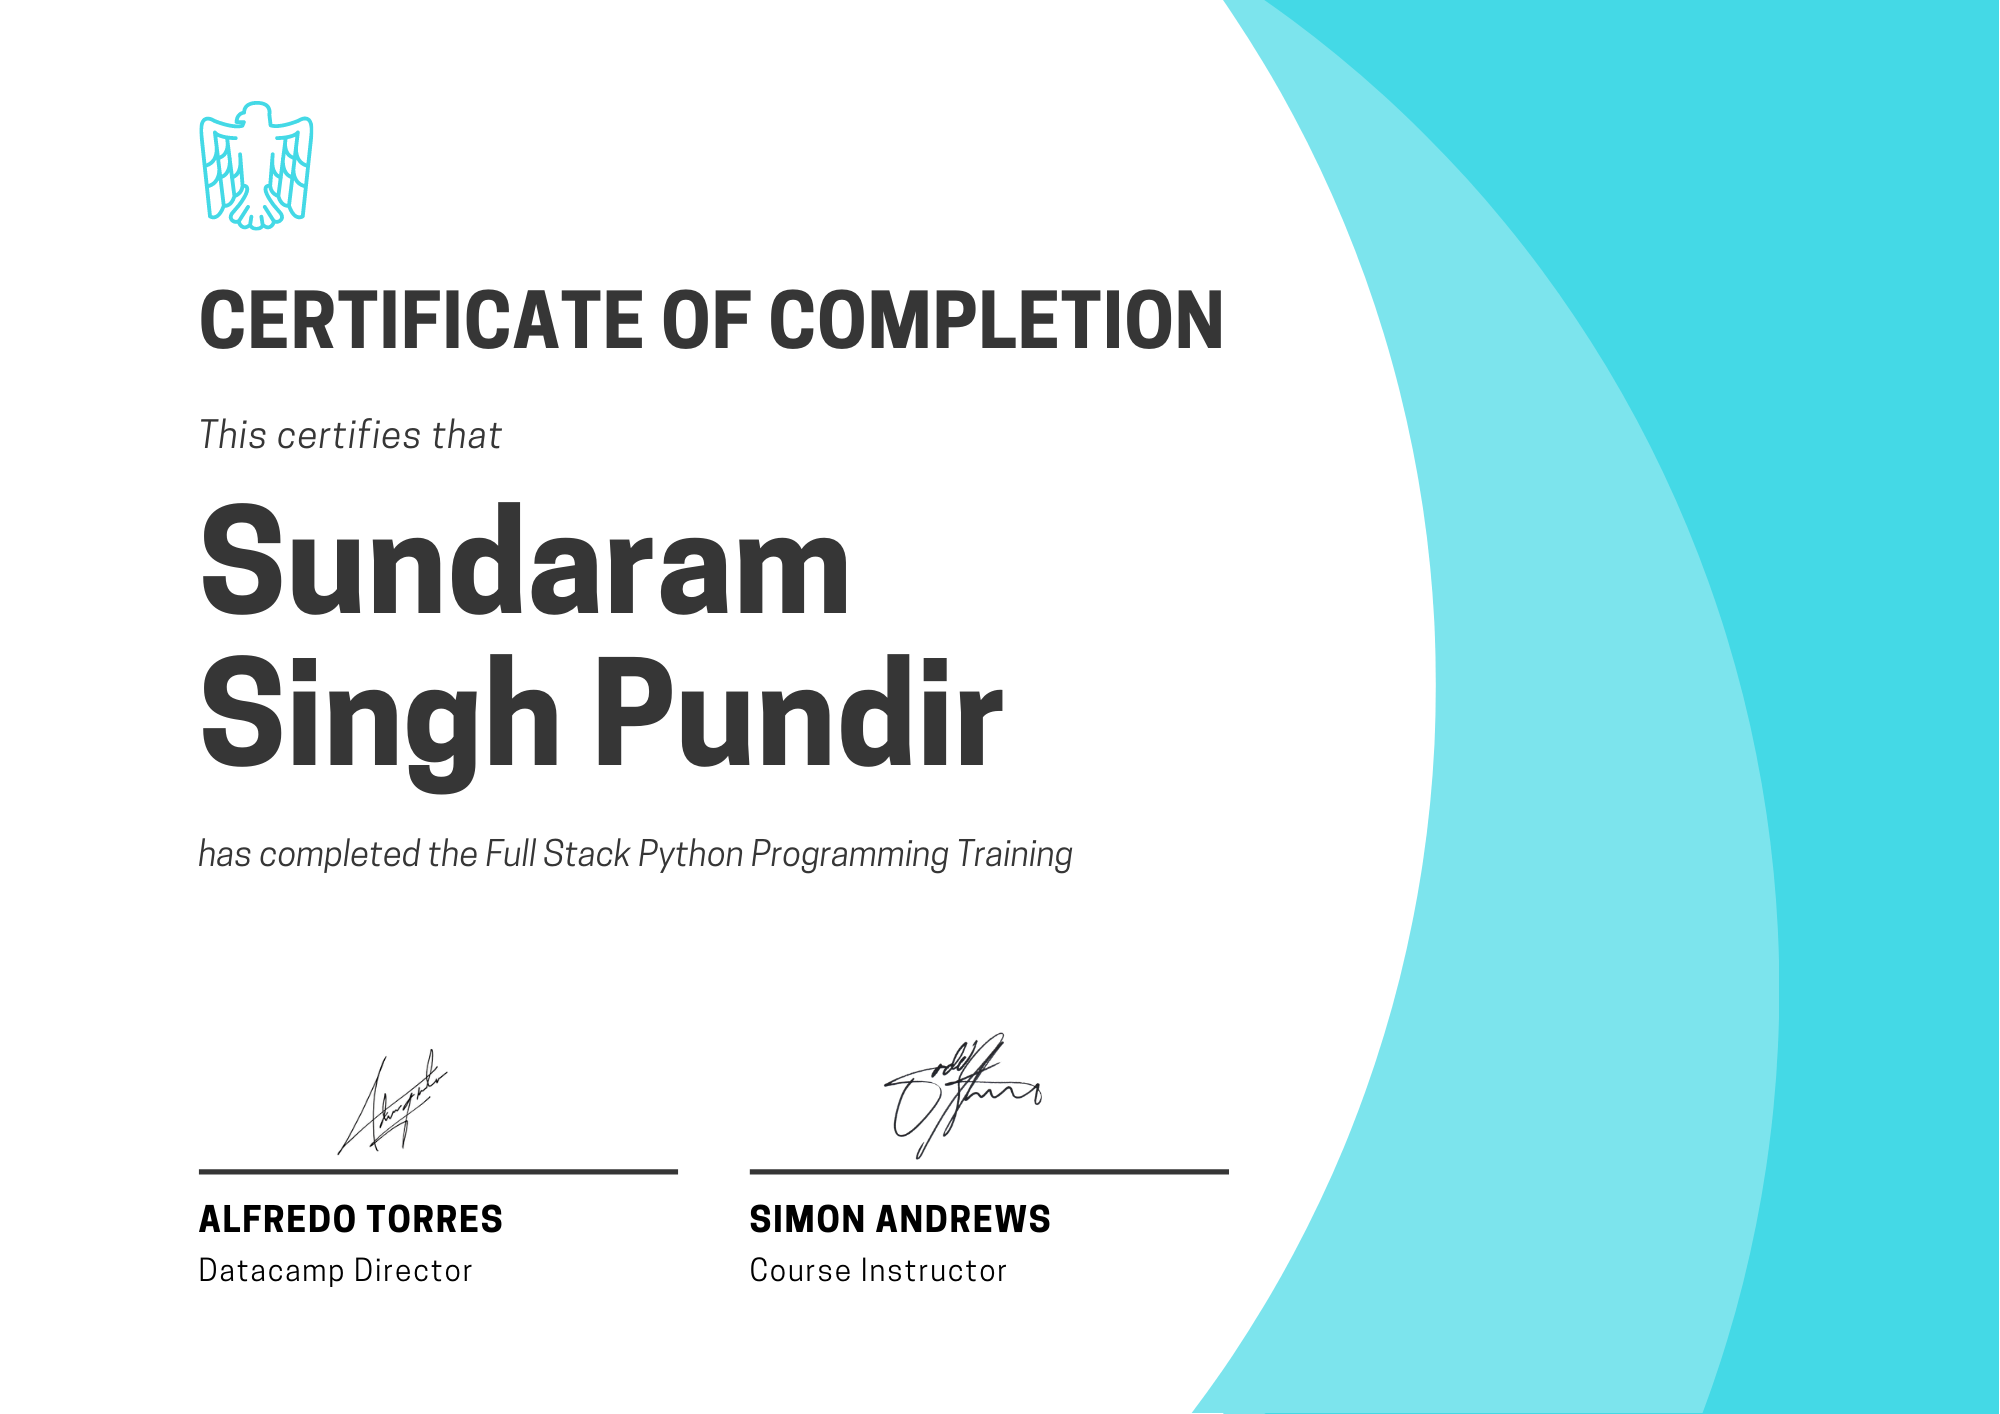 CERTIFICATE OF COMPLETION
This certifies that
Sundaram
Singh Pundir
has completed the Full Stack Python Programming Training
ALFREDO TORRES
Datacamp Director
SIMON ANDREWS
Course Instructor